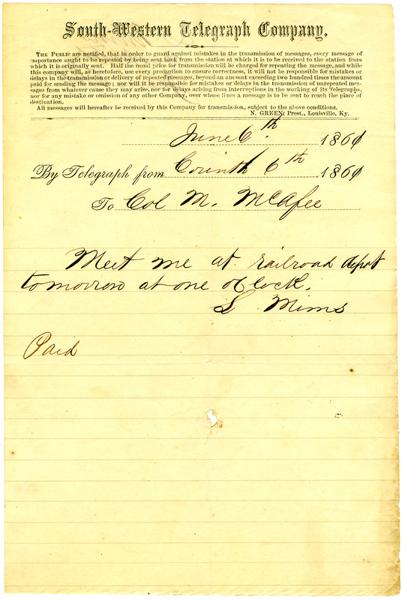 South-Western Telegraph Company.
THE PUBLIC are notified, that in order to guard against mistakes in the transmission of messages, every message of
importance ought to be repeated by being sent back from the station at which it is to be received to the station from
which it is originally sent. Half the usual price for transmission will be charged for repeating the message, and while
this company will, as heretofore, use every precaution to ensure correctness, it will not be responsible for mistakes or
delays in the transmission or delivery of repeated messages, beyond an amount exceeding two hundred times the amount
paid for sending the message; nor will it be responsible for mistakes or delays in the transmission of unrepeated mes-
sages from whatever cause they may arise, nor for delays arising from interruptions in the working of its Telegraphs,
nor for any mistake or omission of any other Company, over whose lines a message is to be sent to reach the place of
destination.
All messages will hereafter be received by this Company for transmission, subject to the above conditions.
N. GREEN, Prest., Louisville, Ky.
June 6th 1861
By Telegraph from Corinth 6th 1861
To Col M. McAfee
Meet me at railroad depot
tomorrow at one oclock.
L Mims
Paid